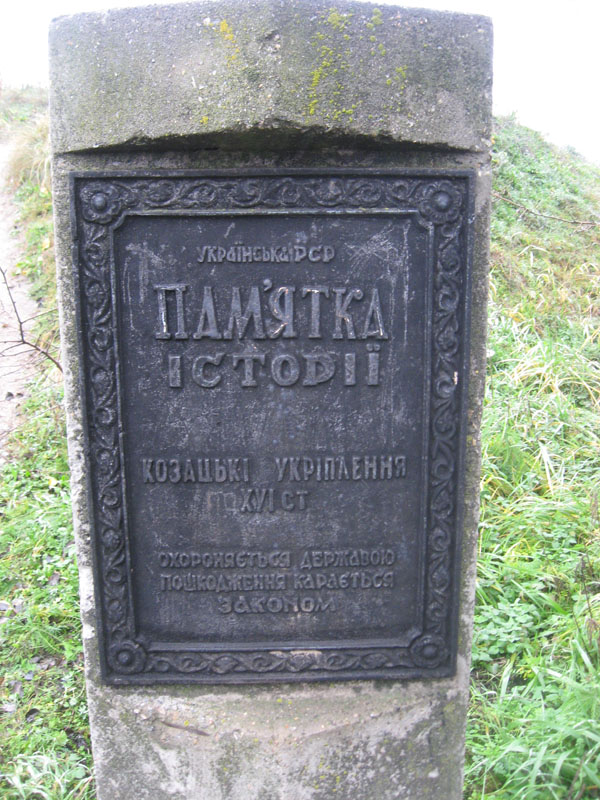 УКРАЇНСЬКА РСР
ПАМ'ЯТКА
ІСТОРІЇ
КОЗАЦЬКІ УКРІПЛЕННЯ
XVI СТ
ОХОРОНЯЄТЬСЯ ДЕРЖАВОЮ
ПОШКОДЖЕННЯ КАРАЄТЬСЯ
ЗАКОНОМ